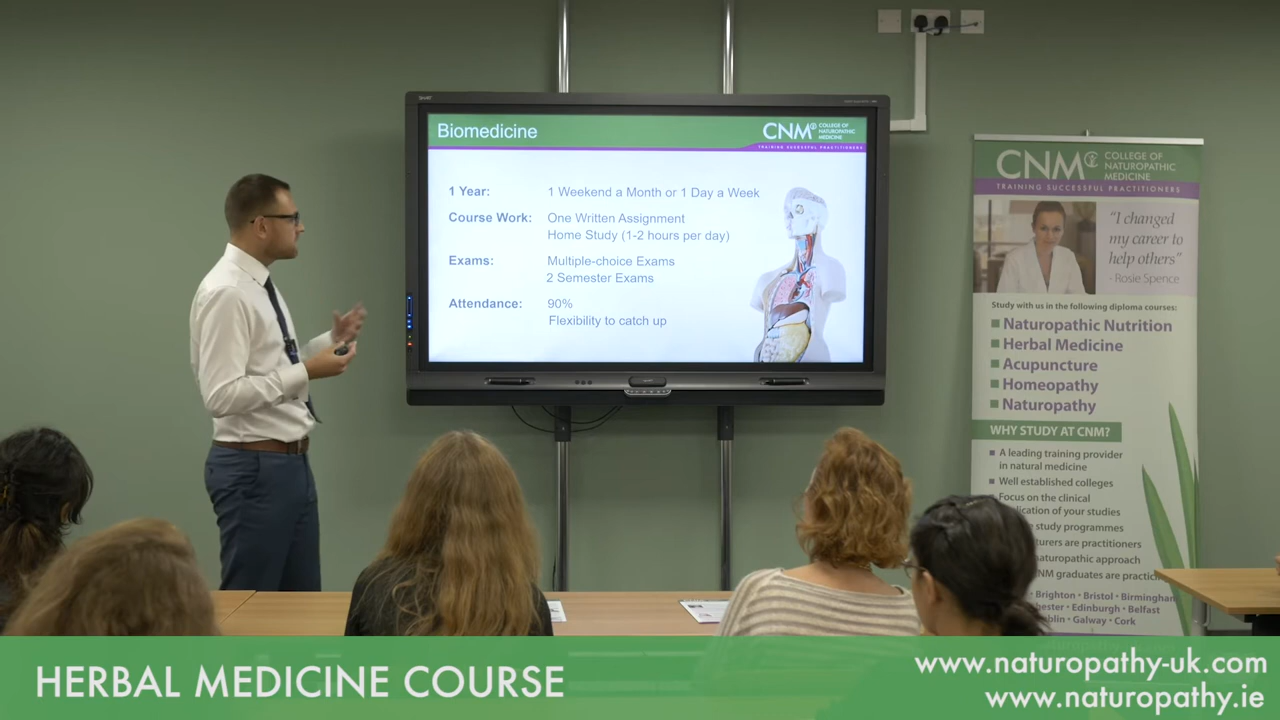 SMART
Biomedicine
CNM
COLLEGE OF
NATUROPATHIC
MEDICINE
TRAINING SUCCESSFUL PRACTITIONERS
1 Year: 1 Weekend a Month or 1 Day a Week
Course Work: One Written Assignment
Home Study (1-2 hours per day)
Exams: Multiple-choice Exams
2 Semester Exams
Attendance: 90%
Flexibility to catch up
CNM
COLLEGE OF
NATUROPATHIC
MEDICINE
TRAINING SUCCESSFUL PRACTITIONERS
“I changed
my career to
help others”
- Rosie Spence
Study with us in the following diploma courses:
Naturopathic Nutrition
Herbal Medicine
Acupuncture
Homeopathy
Naturopathy
WHY STUDY AT CNM?
A leading training provider
in natural medicine
Well established colleges
Focus on the clinical
of your studies
study programmes
are practitioners
naturopathic approach
graduates are
Brighton • Bristol • Birmingham
Edinburgh • Belfast
Galway • Cork
HERBAL MEDICINE COURSE
www.naturopathy-uk.com
www.naturopathy.ie